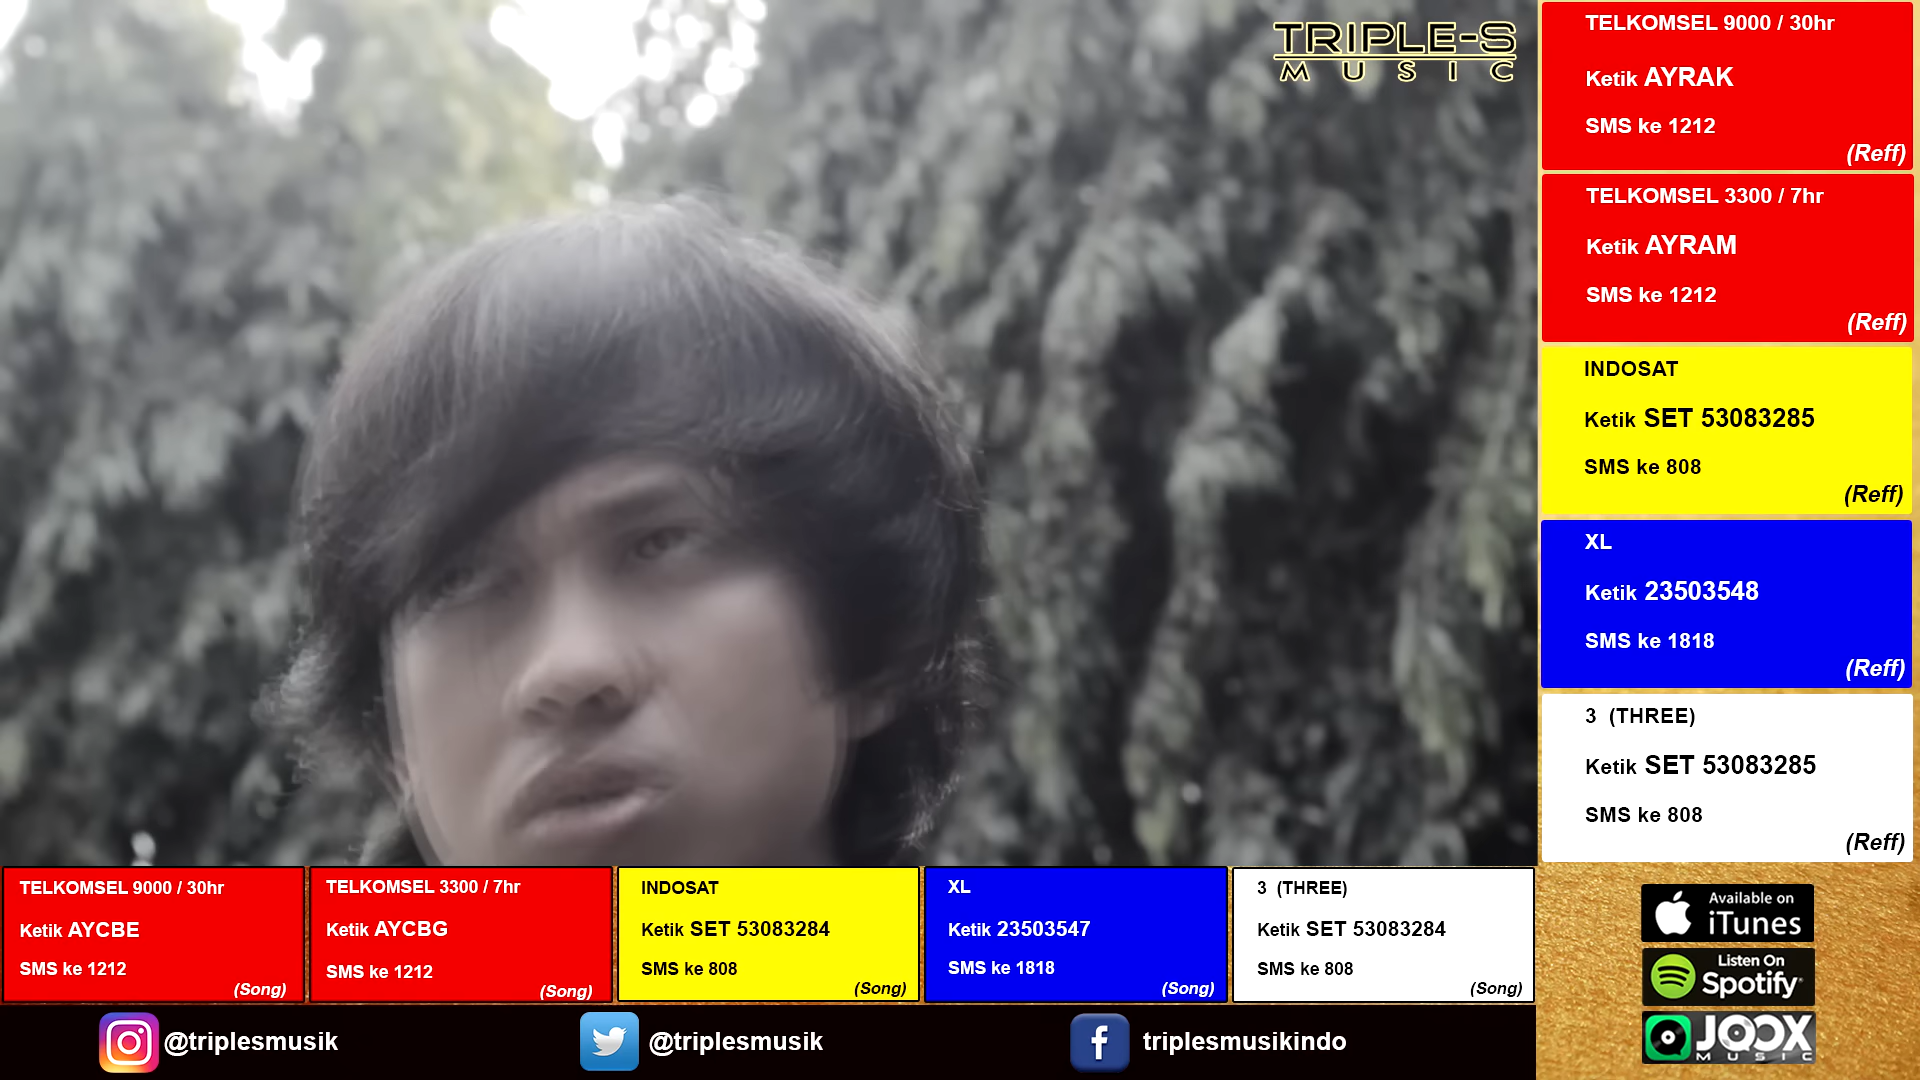 TRIPLE-S
MUSIC
TELKOMSEL 9000 / 30hr
Ketik AYRAK
SMS ke 1212
(Reff)
TELKOMSEL 3300 / 7hr
Ketik AYRAM
SMS ke 1212
(Reff)
INDOSAT
Ketik SET 53083285
SMS ke 808
(Reff)
XL
Ketik 23503548
SMS ke 1818
(Reff)
3 (THREE)
Ketik SET 53083285
SMS ke 808
(Reff)
TELKOMSEL 9000 / 30hr
Ketik AYCBE
SMS ke 1212
(Song)
TELKOMSEL 3300 / 7hr
Ketik AYCBG
SMS ke 1212
(Song)
INDOSAT
Ketik SET 53083284
SMS ke 808
(Song)
XL
Ketik 23503547
SMS ke 1818
(Song)
3 (THREE)
Ketik SET 53083284
SMS ke 808
(Song)
Available on
iTunes
Listen On
Spotify
JOOX
MUSIC
@triplesmusik
@triplesmusik
triplesmusikindo